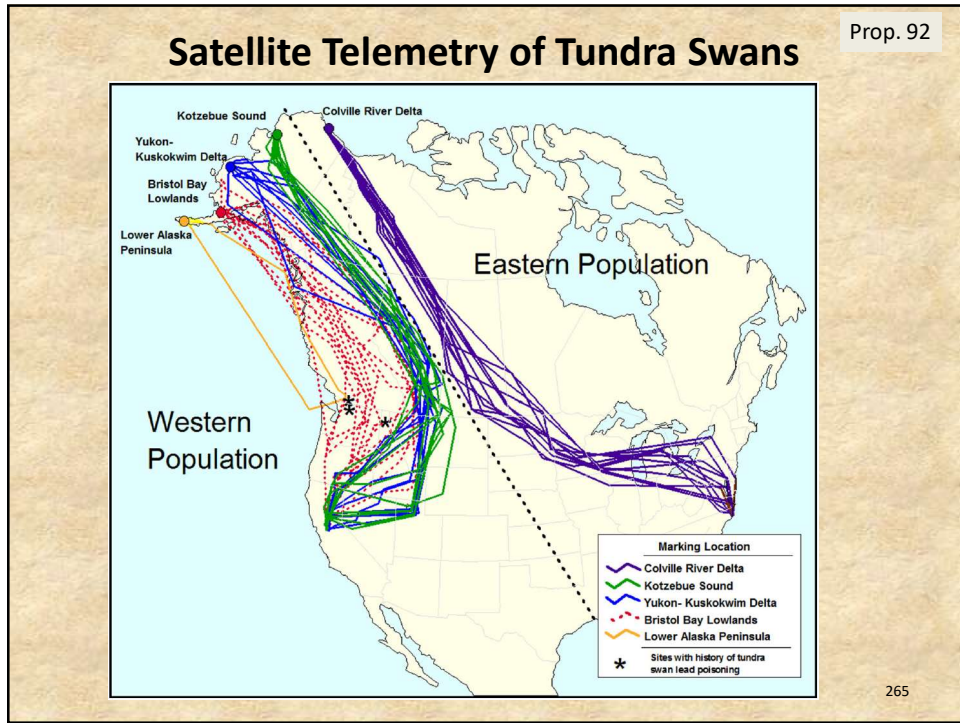 Prop. 92
Satellite Telemetry of Tundra Swans
Kotzebue Sound
Colville River Delta
Yukon-
Kuskokwim Delta
Bristol Bay
Lowlands
Lower Alaska
Peninsula
Eastern Population
Western
Population
Marking Location
Colville River Delta
Kotzebue Sound
Yukon- Kuskokwim Delta
Bristol Bay Lowlands
Lower Alaska Peninsula
* Sites with history of tundra
swan lead poisoning
265